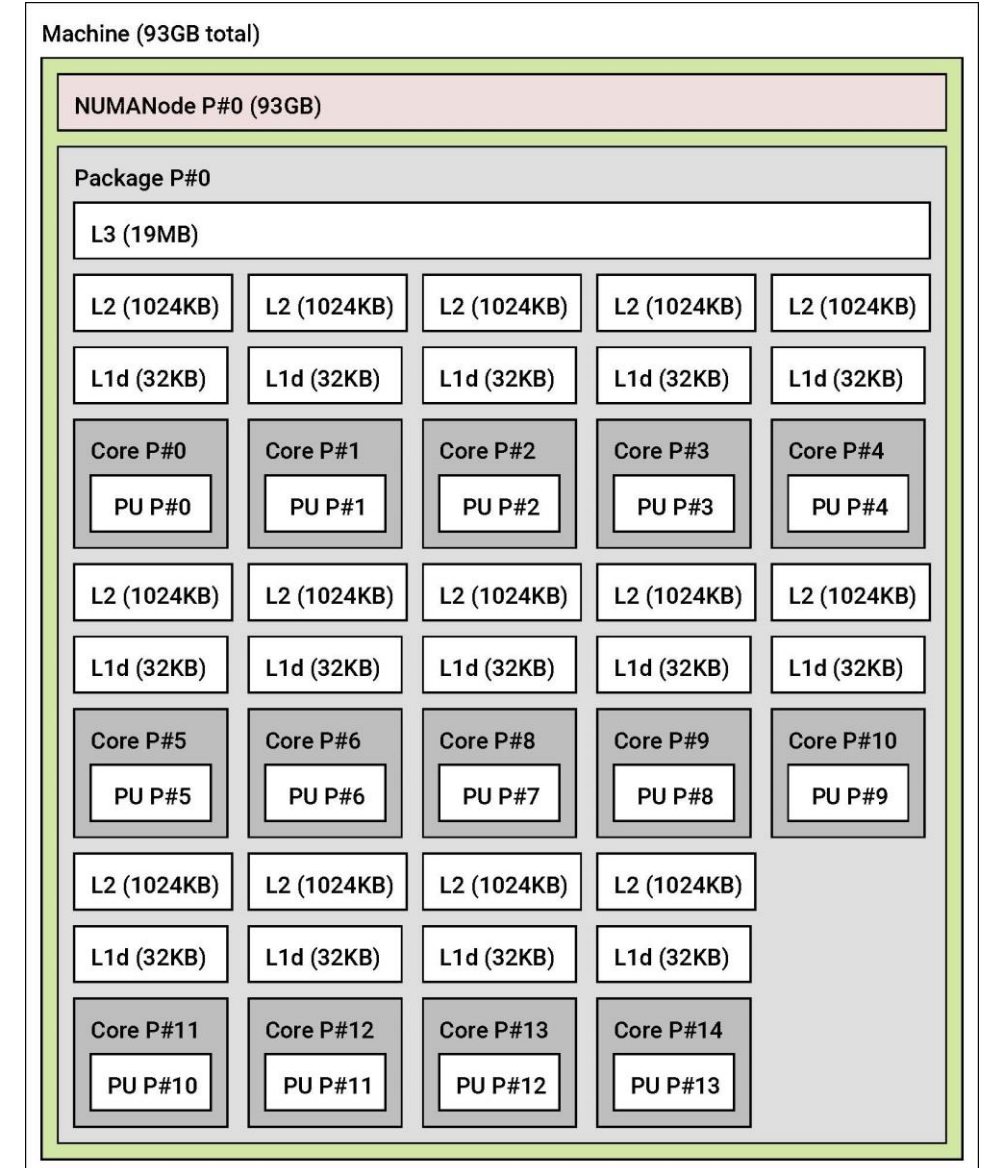 Machine (93GB total)
NUMANode P#0 (93GB)
Package P#0
L3 (19MB)
L2 (1024KB) L2 (1024KB) L2 (1024KB) L2 (1024KB) L2 (1024KB)
L1d (32KB) L1d (32KB) L1d (32KB) L1d (32KB) L1d (32KB)
Core P#0 Core P#1 Core P#2 Core P#3 Core P#4
PU P#0 PU P#1 PU P#2 PU P#3 PU P#4
L2 (1024KB) L2 (1024KB) L2 (1024KB) L2 (1024KB) L2 (1024KB)
L1d (32KB) L1d (32KB) L1d (32KB) L1d (32KB) L1d (32KB)
Core P#5 Core P#6 Core P#8 Core P#9 Core P#10
PU P#5 PU P#6 PU P#7 PU P#8 PU P#9
L2 (1024KB) L2 (1024KB) L2 (1024KB) L2 (1024KB)
L1d (32KB) L1d (32KB) L1d (32KB) L1d (32KB)
Core P#11 Core P#12 Core P#13 Core P#14
PU P#10 PU P#11 PU P#12 PU P#13